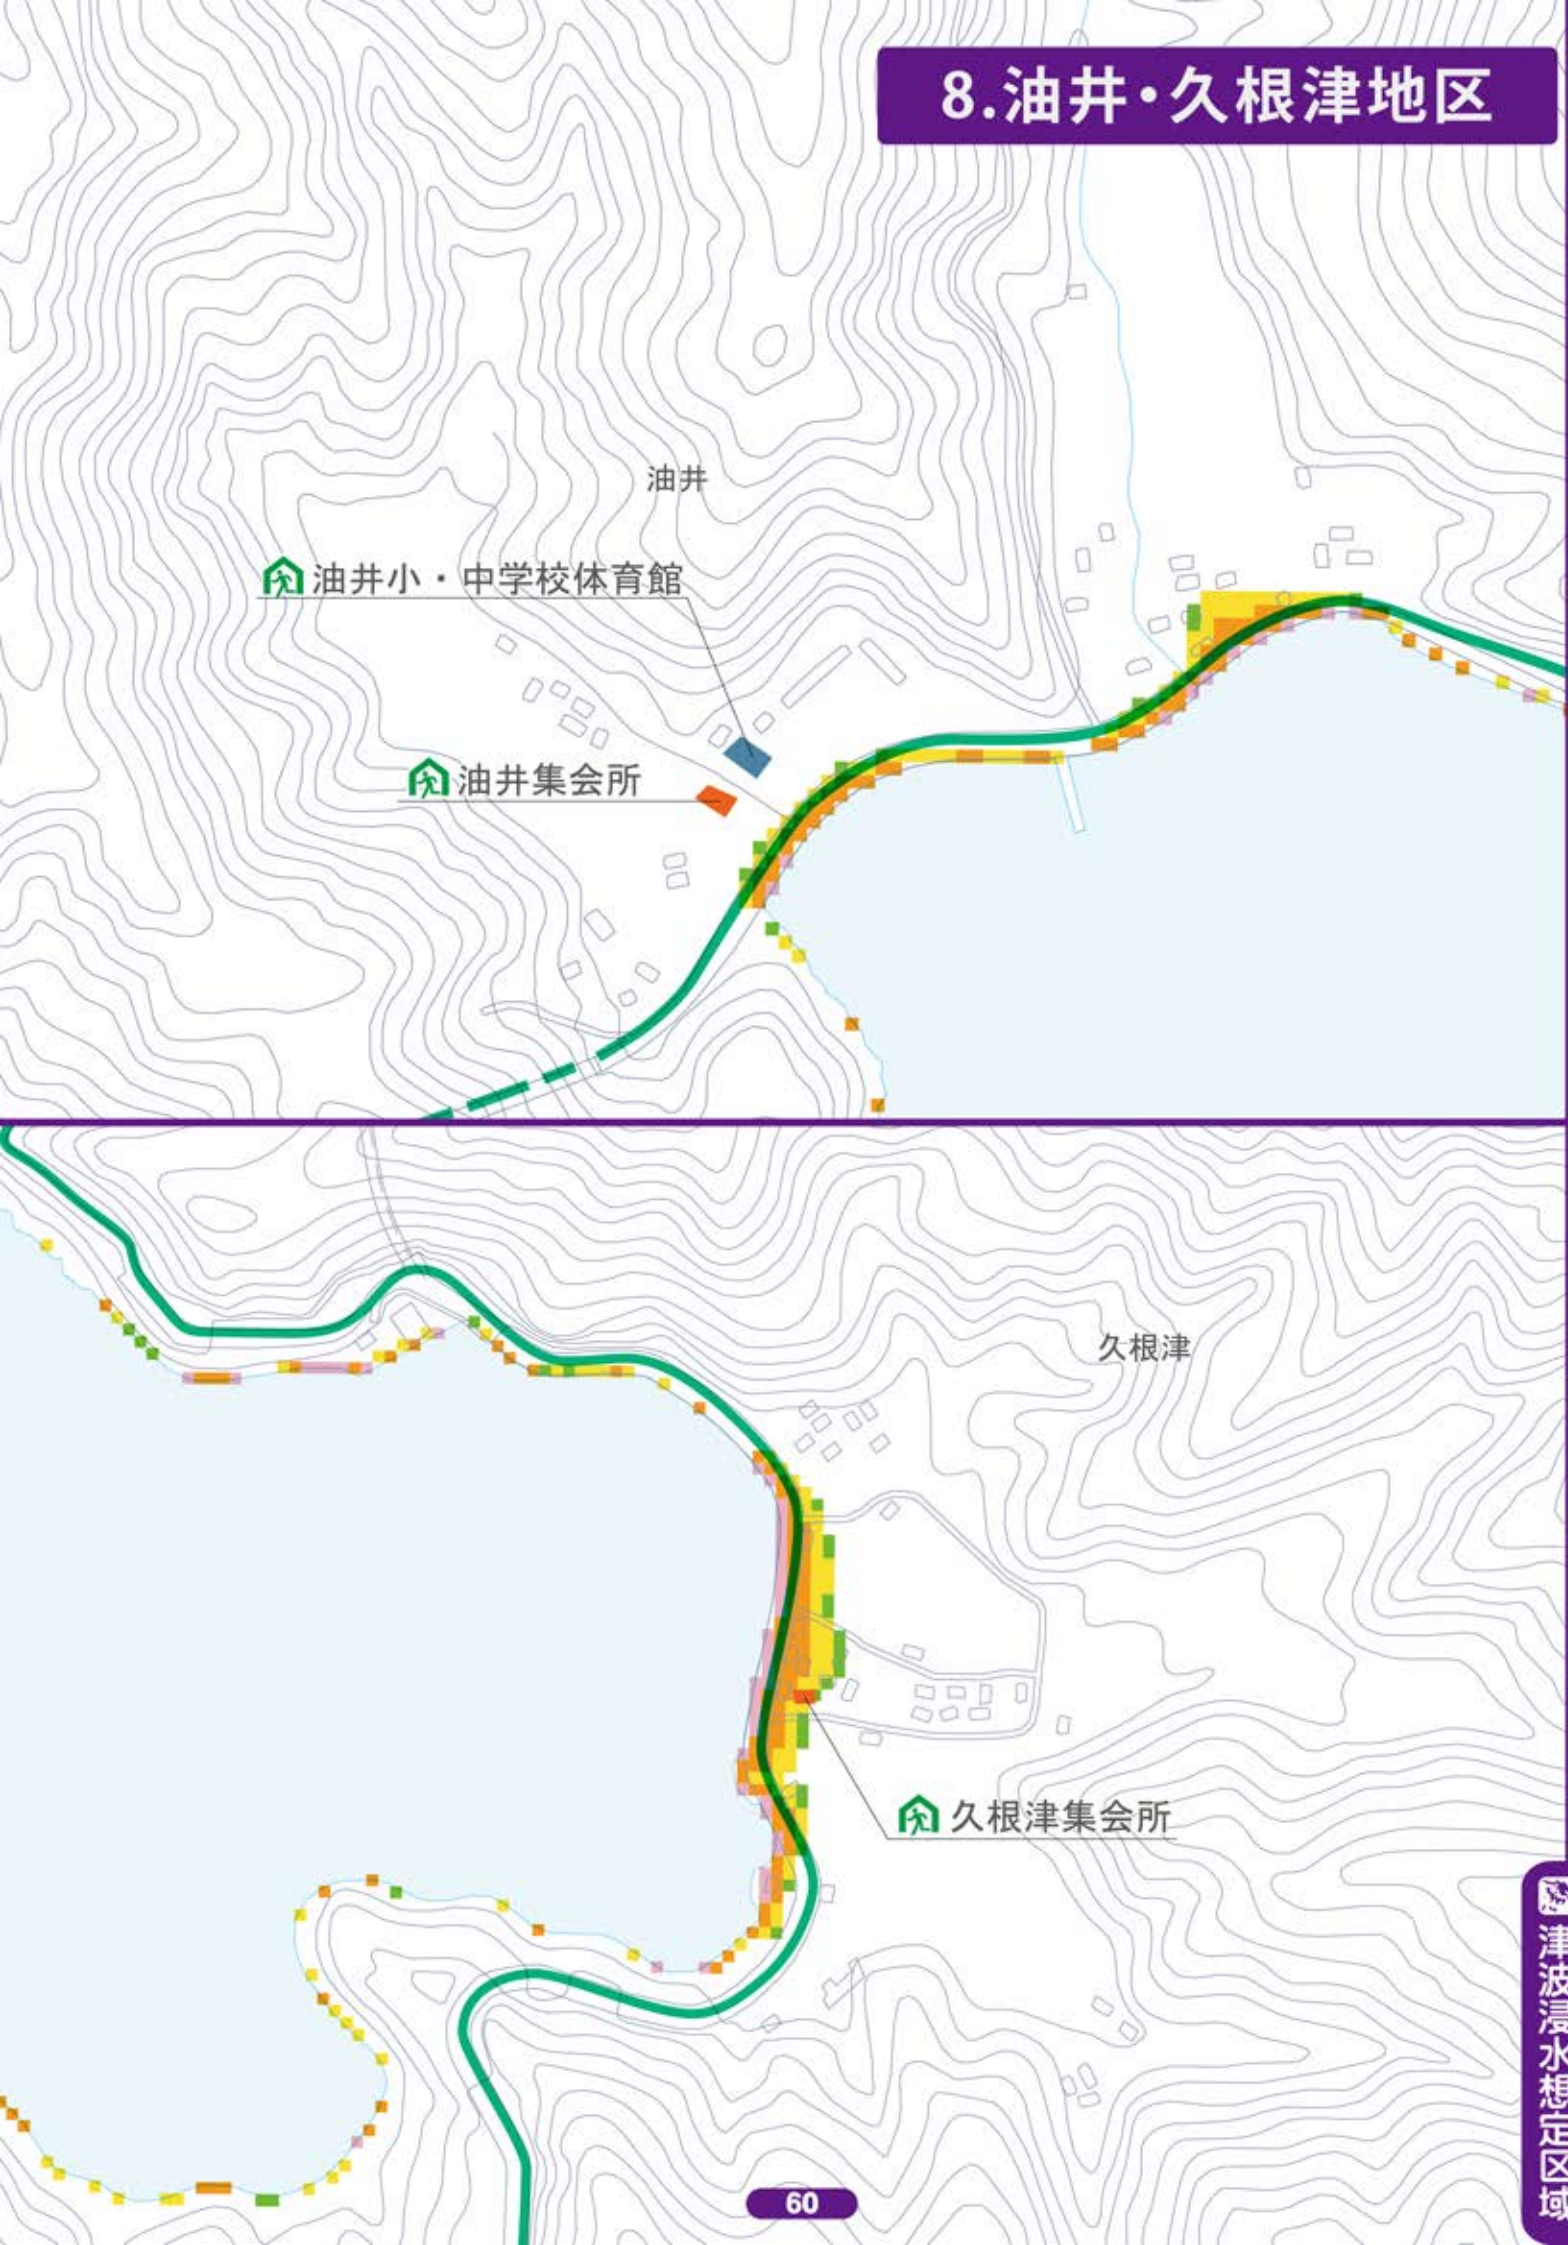 8.油井・久根津地区
油井
油井小・中学校体育館
油井集会所
久根津
久根津集会所
津波浸水想定区域
60